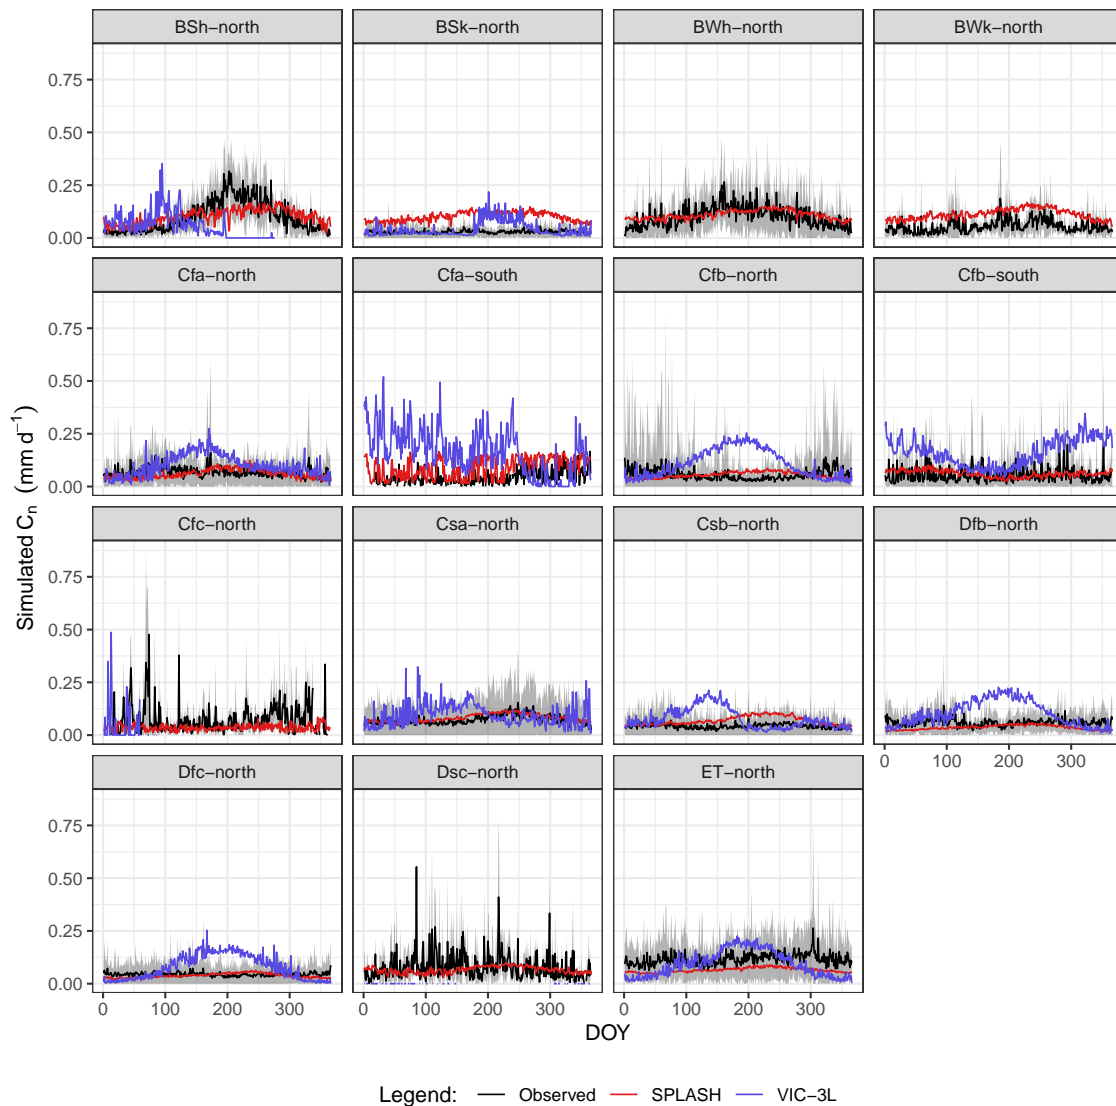 BSh−north BSk−north BWh−north BWk−north
0.75
0.50
0.25
0.00
Cfa−north Cfa−south Cfb−north Cfb−south
0.75
0.50
0.25
0.00
Simulated Cn (mm d−1)
Cfc−north Csa−north Csb−north Dfb−north
0.75
0.50
0.25
0.00
0 100 200 300
Dfc−north Dsc−north ET−north
0.75
0.50
0.25
0.00
0 100 200 300 0 100 200 300 0 100 200 300
DOY
Legend: Observed SPLASH VIC−3L